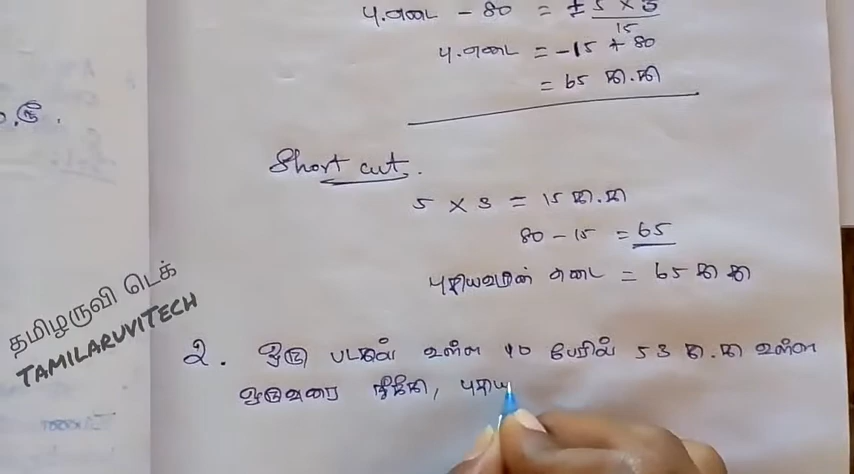 பு.எடை - 80 = ± 5 × 3
15
பு.எடை = -15 + 80
= 65 கி.கி
Short cut.
5 × 3 = 15 கி.கி
80 - 15 = 65
புதியவரின் எடை = 65 கி கி
2. ஒரு படகில் உள்ள 10 பேரில் 53 கி.கி உள்ள
ஒருவரை நீக்கி, புதிய
தமிழருவி டெக்
TAMILARUVITECH